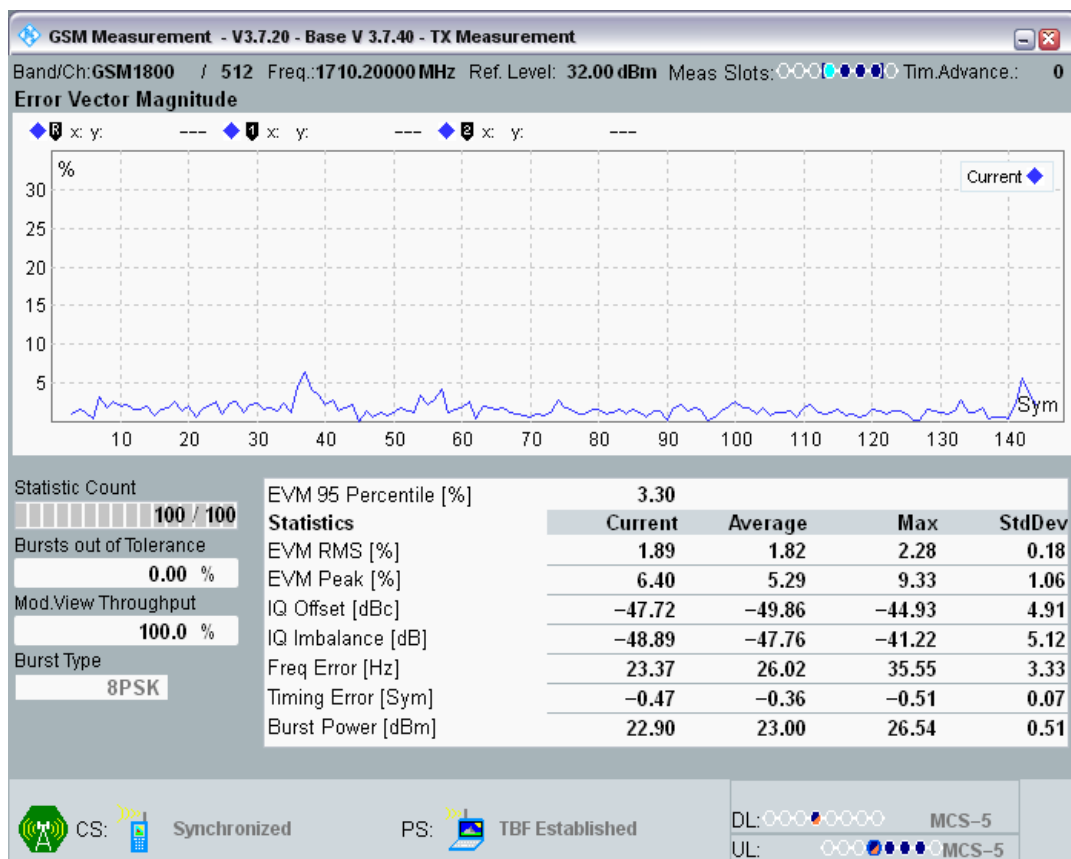 GSM Measurement - V3.7.20 - Base V 3.7.40 - TX Measurement
Band/Ch:GSM1800 / 512 Freq.:1710.20000 MHz Ref. Level: 32.00 dBm Meas Slots: Tim.Advance.: 0
Error Vector Magnitude
R x: y: --- 1 x: y: --- 2 x: y: ---
%
Current
30
25
20
15
10
5
Sym
10 20 30 40 50 60 70 80 90 100 110 120 130 140
Statistic Count
100 / 100
Bursts out of Tolerance
0.00 %
Mod.View Throughput
100.0 %
Burst Type
8PSK
EVM 95 Percentile [%] 3.30
Statistics Current Average Max StdDev
EVM RMS [%] 1.89 1.82 2.28 0.18
EVM Peak [%] 6.40 5.29 9.33 1.06
IQ Offset [dBc] −47.72 −49.86 −44.93 4.91
IQ Imbalance [dB] −48.89 −47.76 −41.22 5.12
Freq Error [Hz] 23.37 26.02 35.55 3.33
Timing Error [Sym] −0.47 −0.36 −0.51 0.07
Burst Power [dBm] 22.90 23.00 26.54 0.51
CS: Synchronized PS: TBF Established
DL: MCS−5
UL: MCS−5